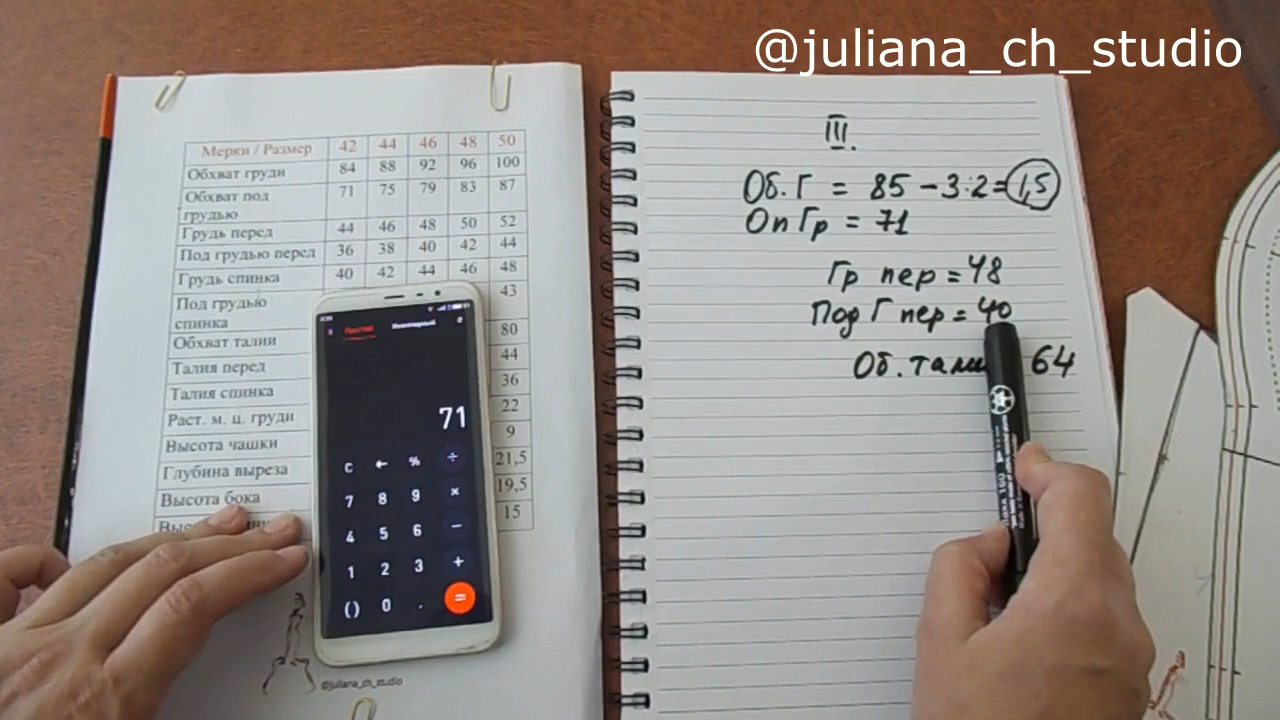 @juliana_ch_studio
Мерки / Размер 42 44 46 48 50
Обхват груди 84 88 92 96 100
Обхват под грудью 71 75 79 83 87
Грудь перед 44 46 48 50 52
Под грудью перед 36 38 40 42 44
Грудь спинка 40 42 44 46 48
Под грудью спинка 43
Обхват талии 80
Талия перед 44
Талия спинка 36
Раст. м. ц. груди 22
Высота чашки 9
Глубина выреза 21,5
Высота бока 19,5
15
@juliana_ch_studio
Простой
71
C ← % ÷
7 8 9 ×
4 5 6 −
1 2 3 +
() 0 . =
III.
Об. Г = 85 - 3:2 = 1,5
Оп Гр = 71
Гр пер = 48
Под Г пер = 40
Об. 64